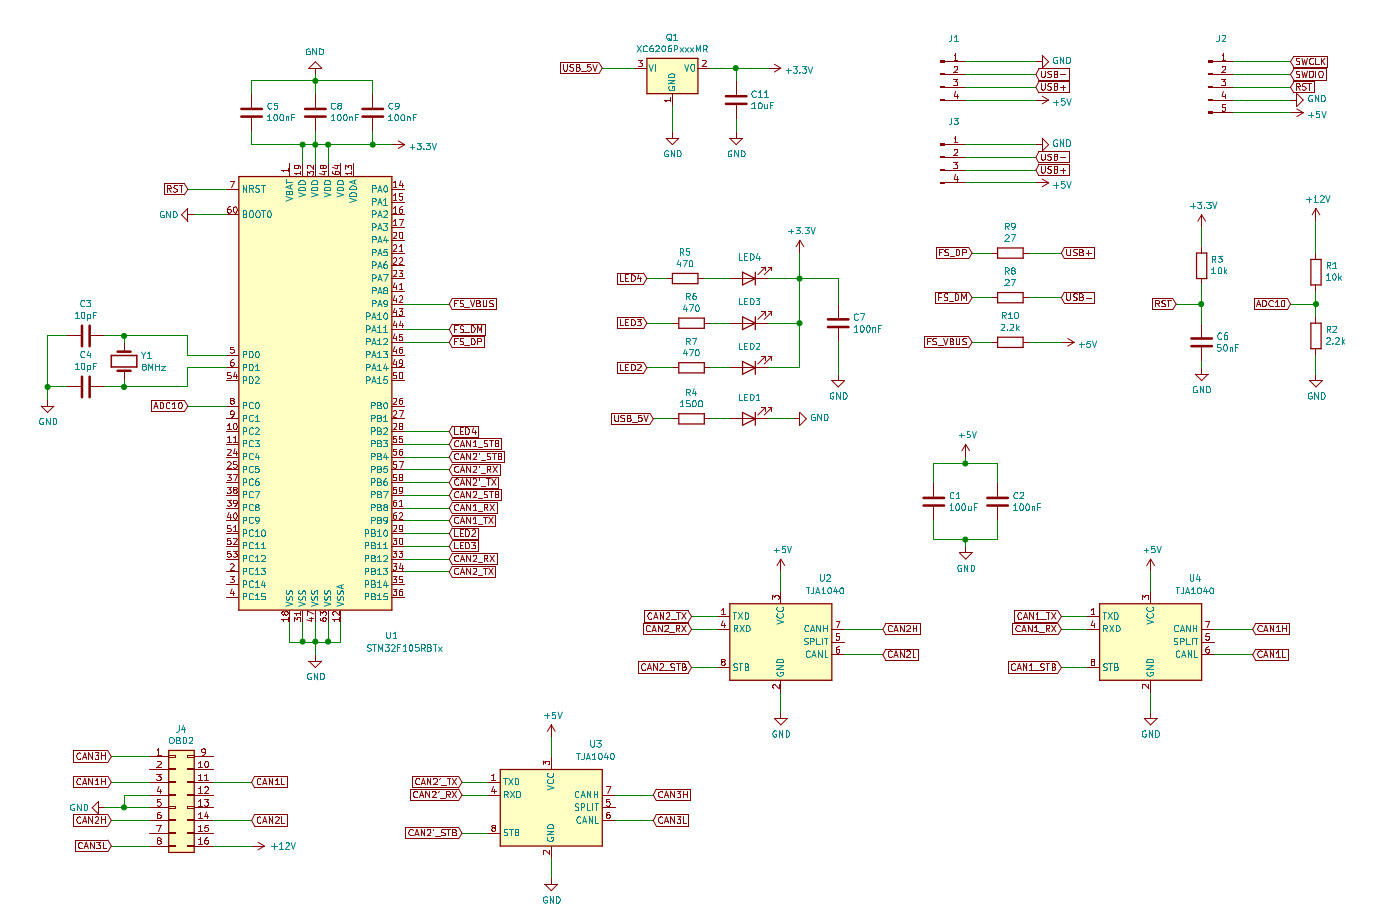 GND
C5
100nF
C8
100nF
C9
100nF
+3.3V
1
19
32
48
64
13
VBAT
VDD
VDD
VDD
VDD
VDDA
RST
7
NRST
GND
60
BOOT0
C3
10pF
C4
10pF
Y1
8MHz
GND
5
PD0
6
PD1
54
PD2
ADC10
8
PC0
9
PC1
10
PC2
11
PC3
24
PC4
25
PC5
37
PC6
38
PC7
39
PC8
40
PC9
51
PC10
52
PC11
53
PC12
2
PC13
3
PC14
4
PC15
PA0
14
PA1
15
PA2
16
PA3
17
PA4
20
PA5
21
PA6
22
PA7
23
PA8
41
PA9
42
FS_VBUS
PA10
43
PA11
44
FS_DM
PA12
45
FS_DP
PA13
46
PA14
49
PA15
50
PB0
26
PB1
27
PB2
28
LED4
PB3
55
CAN1_STB
PB4
56
CAN2'_STB
PB5
57
CAN2'_RX
PB6
58
CAN2'_TX
PB7
59
CAN2_STB
PB8
61
CAN1_RX
PB9
62
CAN1_TX
PB10
29
LED2
PB11
30
LED3
PB12
33
CAN2_RX
PB13
34
CAN2_TX
PB14
35
PB15
36
VSS
VSS
VSS
VSS
VSSA
18
31
47
63
12
GND
U1
STM32F105RBTx
Q1
XC6206PxxxMR
USB_5V
3
VI
VO
2
GND
1
+3.3V
C11
10uF
GND
GND
J1
1
GND
2
USB-
3
USB+
4
+5V
J3
1
GND
2
USB-
3
USB+
4
+5V
J2
1
SWCLK
2
SWDIO
3
RST
4
GND
5
+5V
+3.3V
LED4
R5
470
LED4
LED3
R6
470
LED3
LED2
R7
470
LED2
USB_5V
R4
1500
LED1
GND
C7
100nF
GND
FS_DP
R9
27
USB+
FS_DM
R8
27
USB-
FS_VBUS
R10
2.2k
+5V
+3.3V
R3
10k
RST
C6
50nF
GND
+12V
R1
10k
ADC10
R2
2.2k
GND
+5V
C1
100uF
C2
100nF
GND
+5V
U2
TJA1040
3
VCC
CAN2_TX
1
TXD
CAN2_RX
4
RXD
CAN2_STB
8
STB
CANH
7
CAN2H
SPLIT
5
CANL
6
CAN2L
GND
2
GND
+5V
U4
TJA1040
3
VCC
CAN1_TX
1
TXD
CAN1_RX
4
RXD
CAN1_STB
8
STB
CANH
7
CAN1H
SPLIT
5
CANL
6
CAN1L
GND
2
GND
J4
OBD2
CAN3H
1
9
2
10
CAN1H
3
11
CAN1L
4
12
GND
5
13
CAN2H
6
14
CAN2L
7
15
CAN3L
8
16
+12V
+5V
U3
TJA1040
3
VCC
CAN2'_TX
1
TXD
CAN2'_RX
4
RXD
CAN2'_STB
8
STB
CANH
7
CAN3H
SPLIT
5
CANL
6
CAN3L
GND
2
GND